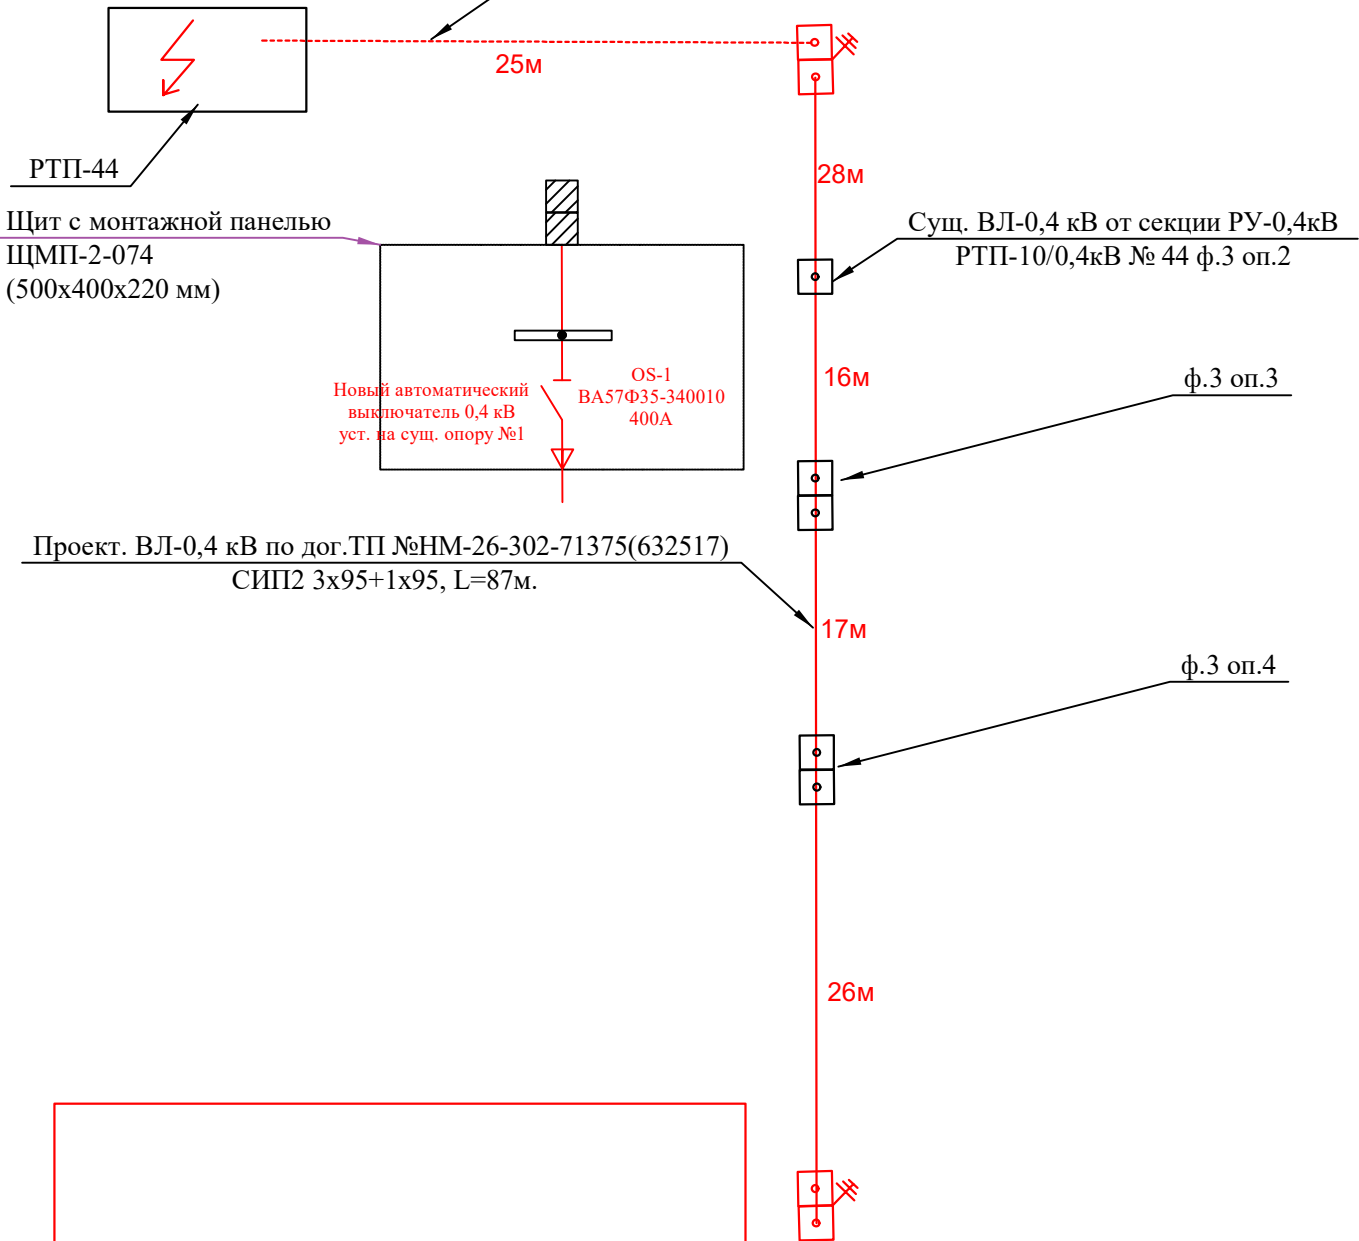 25м
РТП-44
28м
Щит с монтажной панелью
ЩМП-2-074
(500х400х220 мм)
Сущ. ВЛ-0,4 кВ от секции РУ-0,4кВ
РТП-10/0,4кВ № 44 ф.3 оп.2
Новый автоматический
выключатель 0,4 кВ
уст. на сущ. опору №1
OS-1
ВА57Ф35-340010
400А
16м
ф.3 оп.3
Проект. ВЛ-0,4 кВ по дог.ТП №НМ-26-302-71375(632517)
СИП2 3х95+1х95, L=87м.
17м
ф.3 оп.4
26м